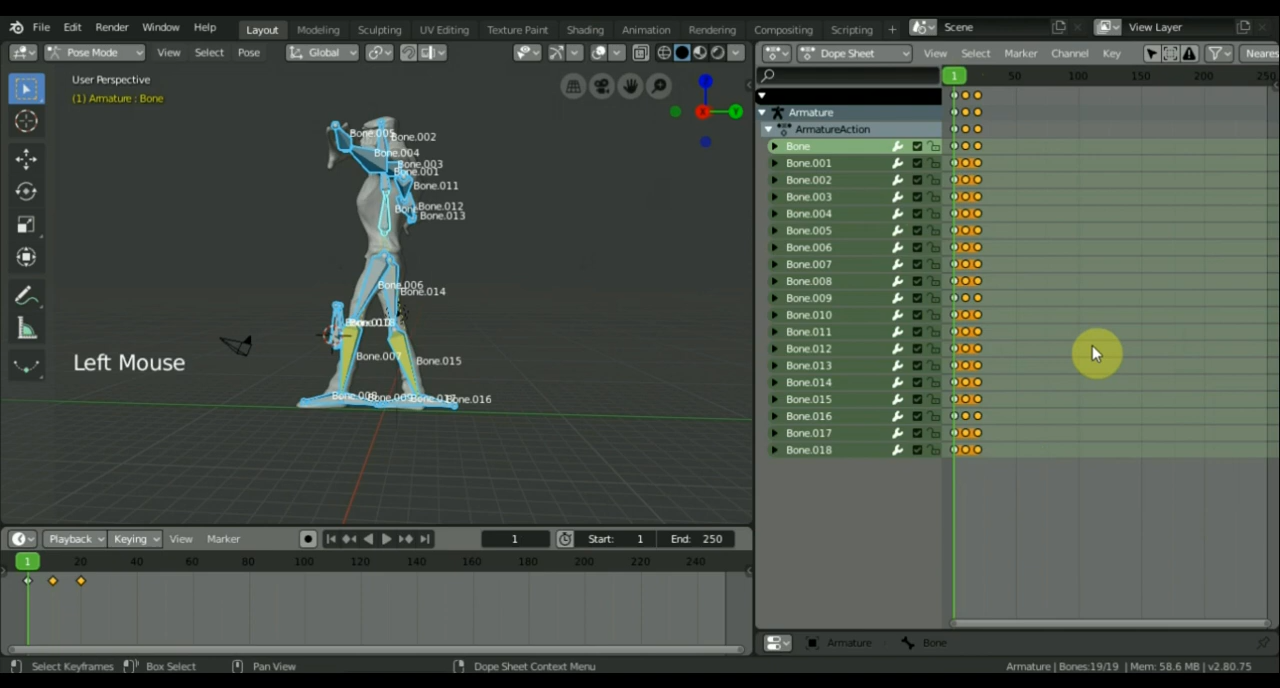 File Edit Render Window Help Layout Modeling Sculpting UV Editing Texture Paint Shading Animation Rendering Compositing Scripting + Scene View Layer
Pose Mode View Select Pose Global Dope Sheet View Select Marker Channel Key Neares
User Perspective
(1) Armature : Bone
1 50 100 150 200 250
Armature
ArmatureAction
Bone
Bone.001
Bone.002
Bone.003
Bone.004
Bone.005
Bone.006
Bone.007
Bone.008
Bone.009
Bone.010
Bone.011
Bone.012
Bone.013
Bone.014
Bone.015
Bone.016
Bone.017
Bone.018
Bone.005
Bone.002
Bone.004
Bone.003
Bone.001
Bone.011
Bone.012
Bone.013
Bone.006
Bone.014
Bone.007
Bone.015
Bone.008
Bone.016
Left Mouse
Playback Keying View Marker 1 Start: 1 End: 250
1 20 40 60 80 100 120 140 160 180 200 220 240
Armature Bone
Select Keyframes Box Select Pan View Dope Sheet Context Menu Armature | Bones:19/19 | Mem: 58.6 MB | v2.80.75